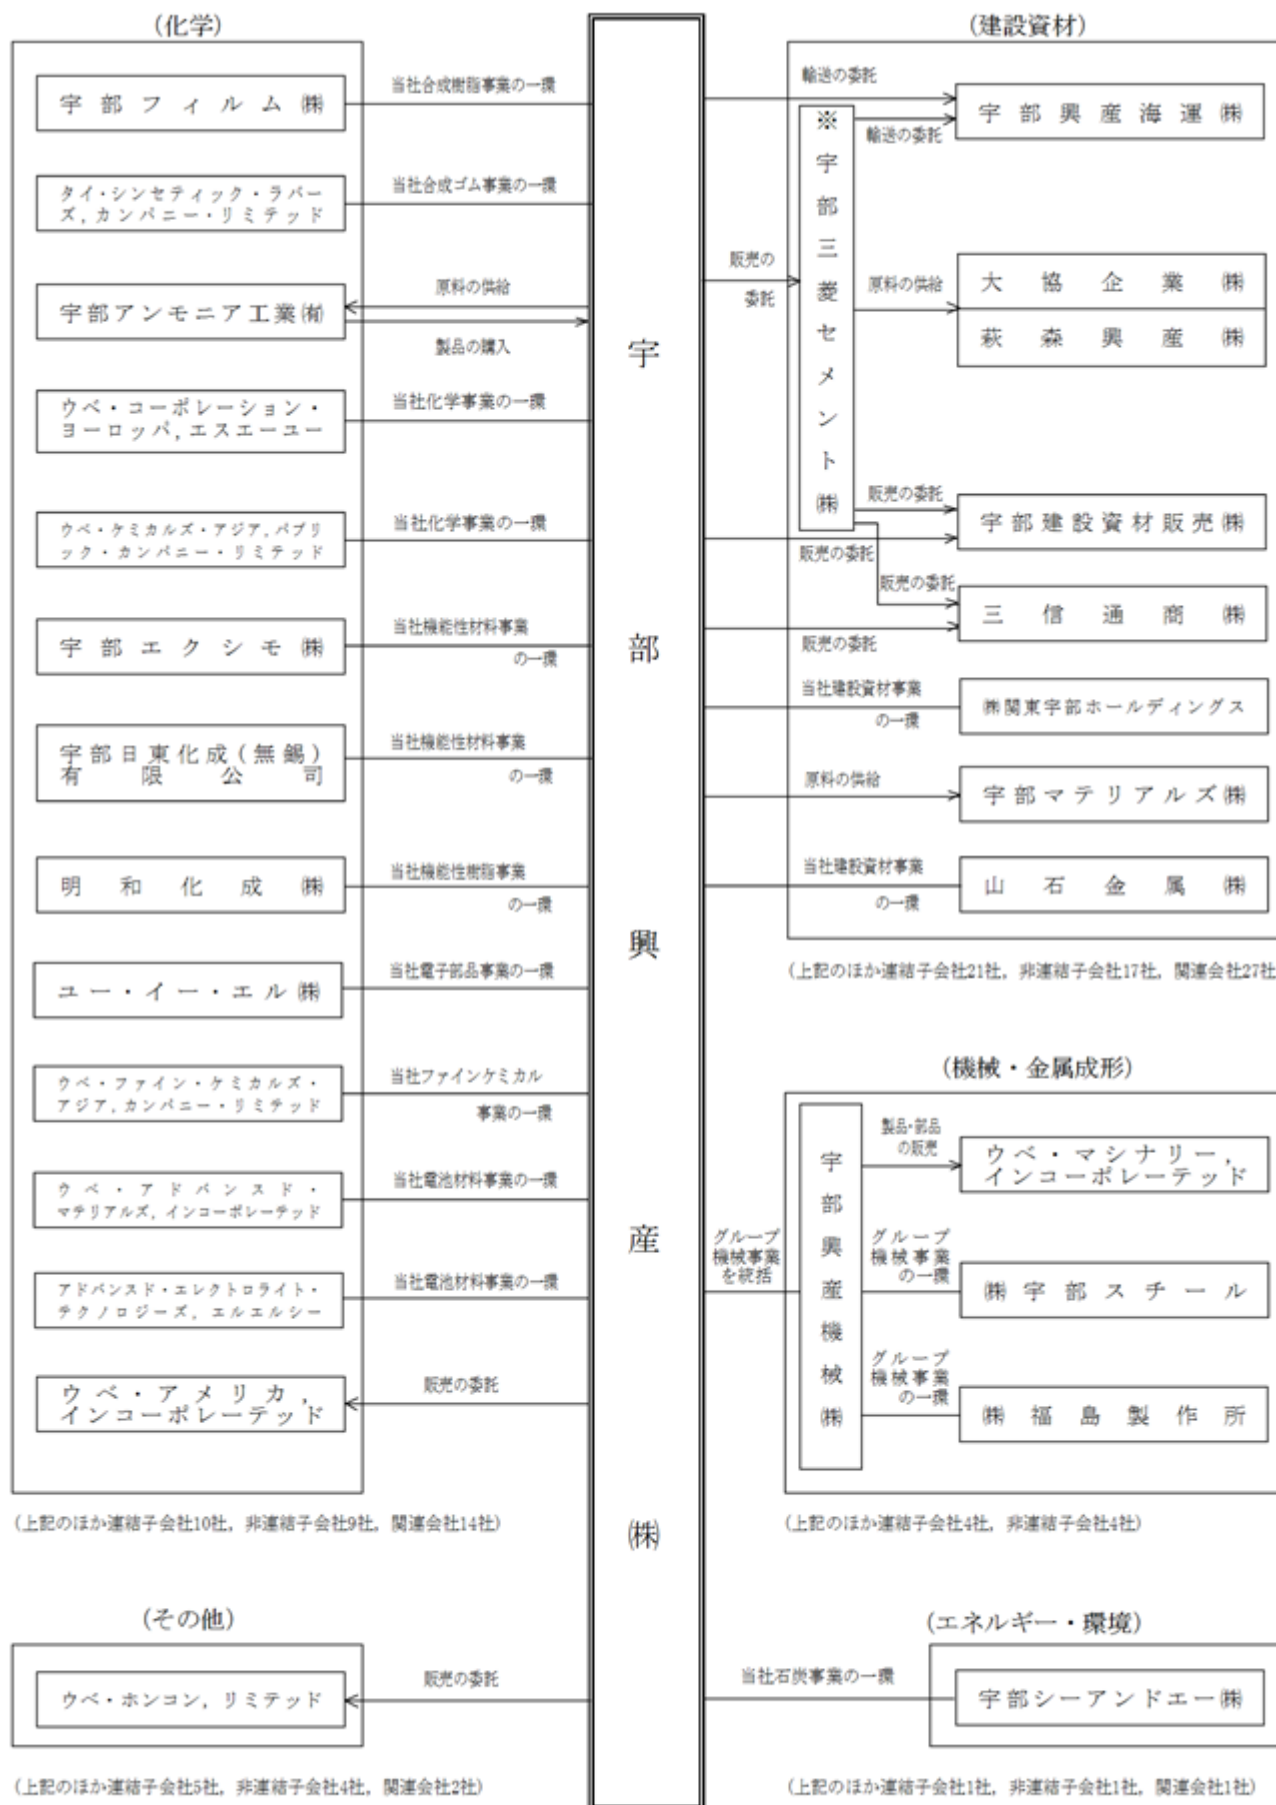 (化学)
当社合成樹脂事業の一環
宇部フィルム㈱
当社合成ゴム事業の一環
タイ・シンセティック・ラバー
ズ,カンパニー・リミテッド
原料の供給
宇部アンモニア工業㈲
製品の購入
当社化学事業の一環
ウベ・コーポレーション・
ヨーロッパ,エスエーユー
当社化学事業の一環
ウベ・ケミカルズ・アジア,パブリ
ック・カンパニー・リミテッド
当社機能性材料事業
の一環
宇部エクシモ㈱
当社機能性材料事業
の一環
宇部日東化成(無錫)
有限公司
当社機能性樹脂事業
の一環
明和化成㈱
当社電子部品事業の一環
ユー・イー・エル㈱
当社ファインケミカル
事業の一環
ウベ・ファイン・ケミカルズ・
アジア,カンパニー・リミテッド
当社電池材料事業の一環
ウベ・アドバンスド・
マテリアルズ,インコーポレーテッド
当社電池材料事業の一環
アドバンスド・エレクトロライト・
テクノロジーズ,エルエルシー
販売の委託
ウベ・アメリカ,
インコーポレーテッド
(上記のほか連結子会社10社,非連結子会社9社,関連会社14社)
(その他)
販売の委託
ウベ・ホンコン,リミテッド
(上記のほか連結子会社5社,非連結子会社4社,関連会社2社)
宇部興産㈱
(建設資材)
輸送の委託
宇部興産海運㈱
輸送の委託
※宇部三菱セメント㈱
販売の
委託
原料の供給
大協企業㈱
萩森興産㈱
販売の委託
宇部建設資材販売㈱
販売の委託
販売の委託
三信通商㈱
販売の委託
当社建設資材事業
の一環
㈱関東宇部ホールディングス
原料の供給
宇部マテリアルズ㈱
当社建設資材事業
の一環
山石金属㈱
(上記のほか連結子会社21社,非連結子会社17社,関連会社27社
(機械・金属成形)
グループ
機械事業
を統括
宇部興産機械㈱
製品・部品
の販売
ウベ・マシナリー,
インコーポレーテッド
グループ
機械事業
の一環
㈱宇部スチール
グループ
機械事業
の一環
㈱福島製作所
(上記のほか連結子会社4社,非連結子会社4社)
(エネルギー・環境)
当社石炭事業の一環
宇部シーアンドエー㈱
(上記のほか連結子会社1社,非連結子会社1社,関連会社1社)